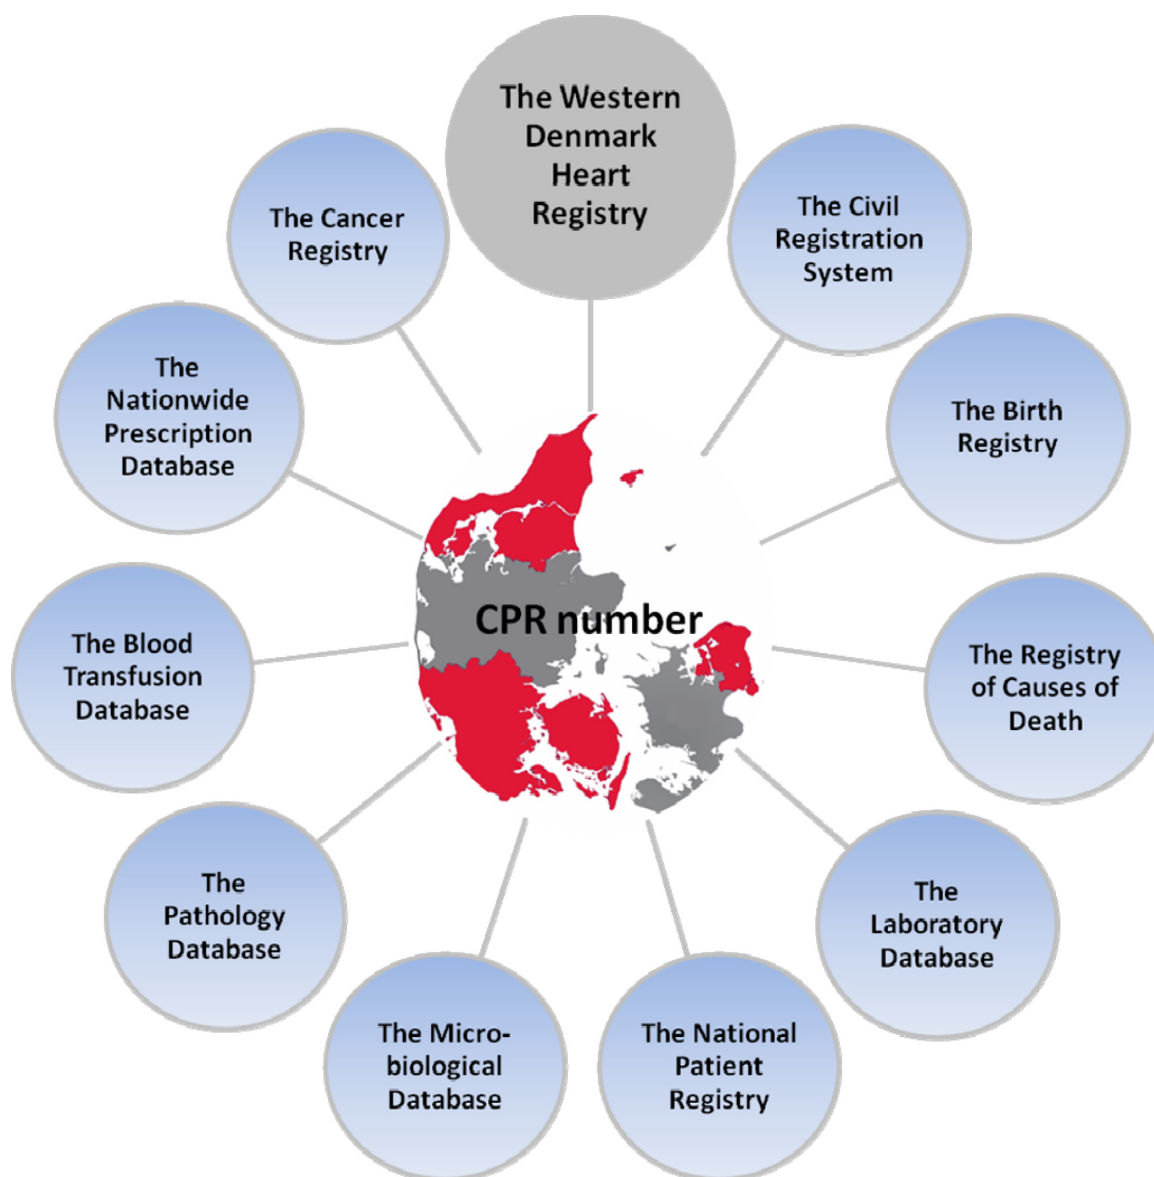 The Western
Denmark
Heart
Registry
The Civil
Registration
System
The Birth
Registry
The Registry
of Causes of
Death
The
Laboratory
Database
The National
Patient
Registry
The Micro-
biological
Database
The
Pathology
Database
The Blood
Transfusion
Database
The
Nationwide
Prescription
Database
The Cancer
Registry
CPR number